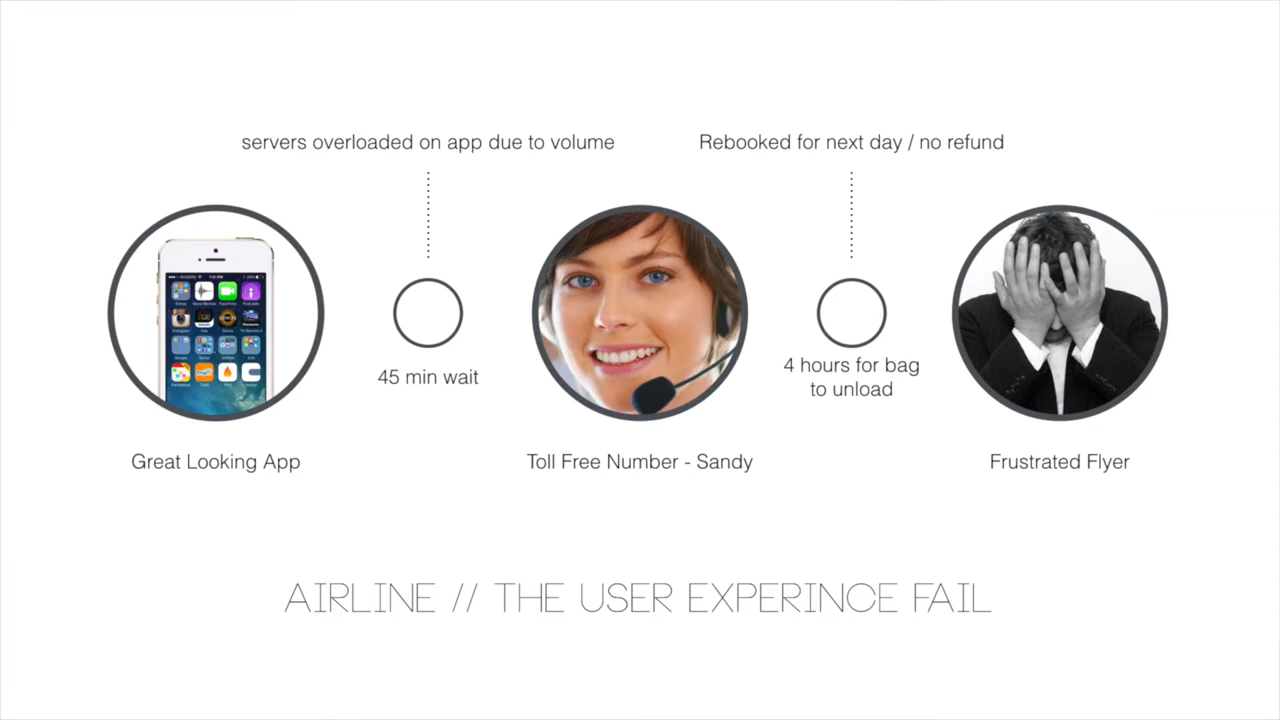 servers overloaded on app due to volume
Rebooked for next day / no refund
45 min wait
4 hours for bag
to unload
Great Looking App
Toll Free Number - Sandy
Frustrated Flyer
AIRLINE // THE USER EXPERINCE FAIL